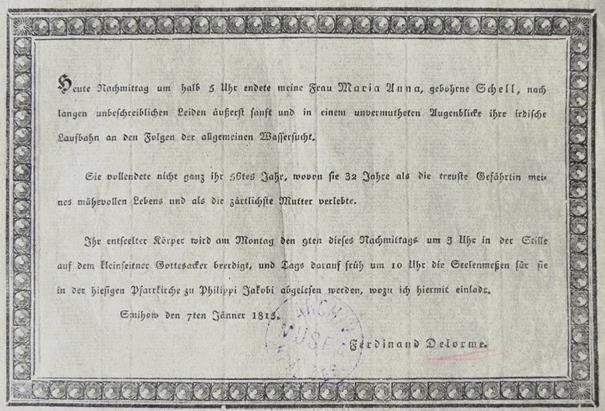 Heute Nachmittag um halb 5 Uhr endete meine Frau Maria Anna, gebohrne Schell, nach
langen unbeschreiblichen Leiden äußerst sanft und in einem unvermutheten Augenblicke ihre irdische
Laufbahn an den Folgen der allgemeinen Wassersucht.
Sie vollendete nicht ganz ihr 56tes Jahr, wovon sie 32 Jahre als die treuste Gefährtin mei-
nes mühevollen Lebens und als die zärtlichste Mutter verlebte.
Ihr entseelter Körper wird am Montag den 9ten dieses Nachmittags um 3 Uhr in der Stille
auf dem kleinseitner Gottesacker beerdigt, und Tags darauf früh um 10 Uhr die Seelenmeßen für sie
in der hiesigen Pfarrkirche zu Philippi Jakobi abgelesen werden, wozu ich hiermit einlade.
Smihow den 7ten Jänner 1815.
ARCHIV
Ferdinand Delorme.